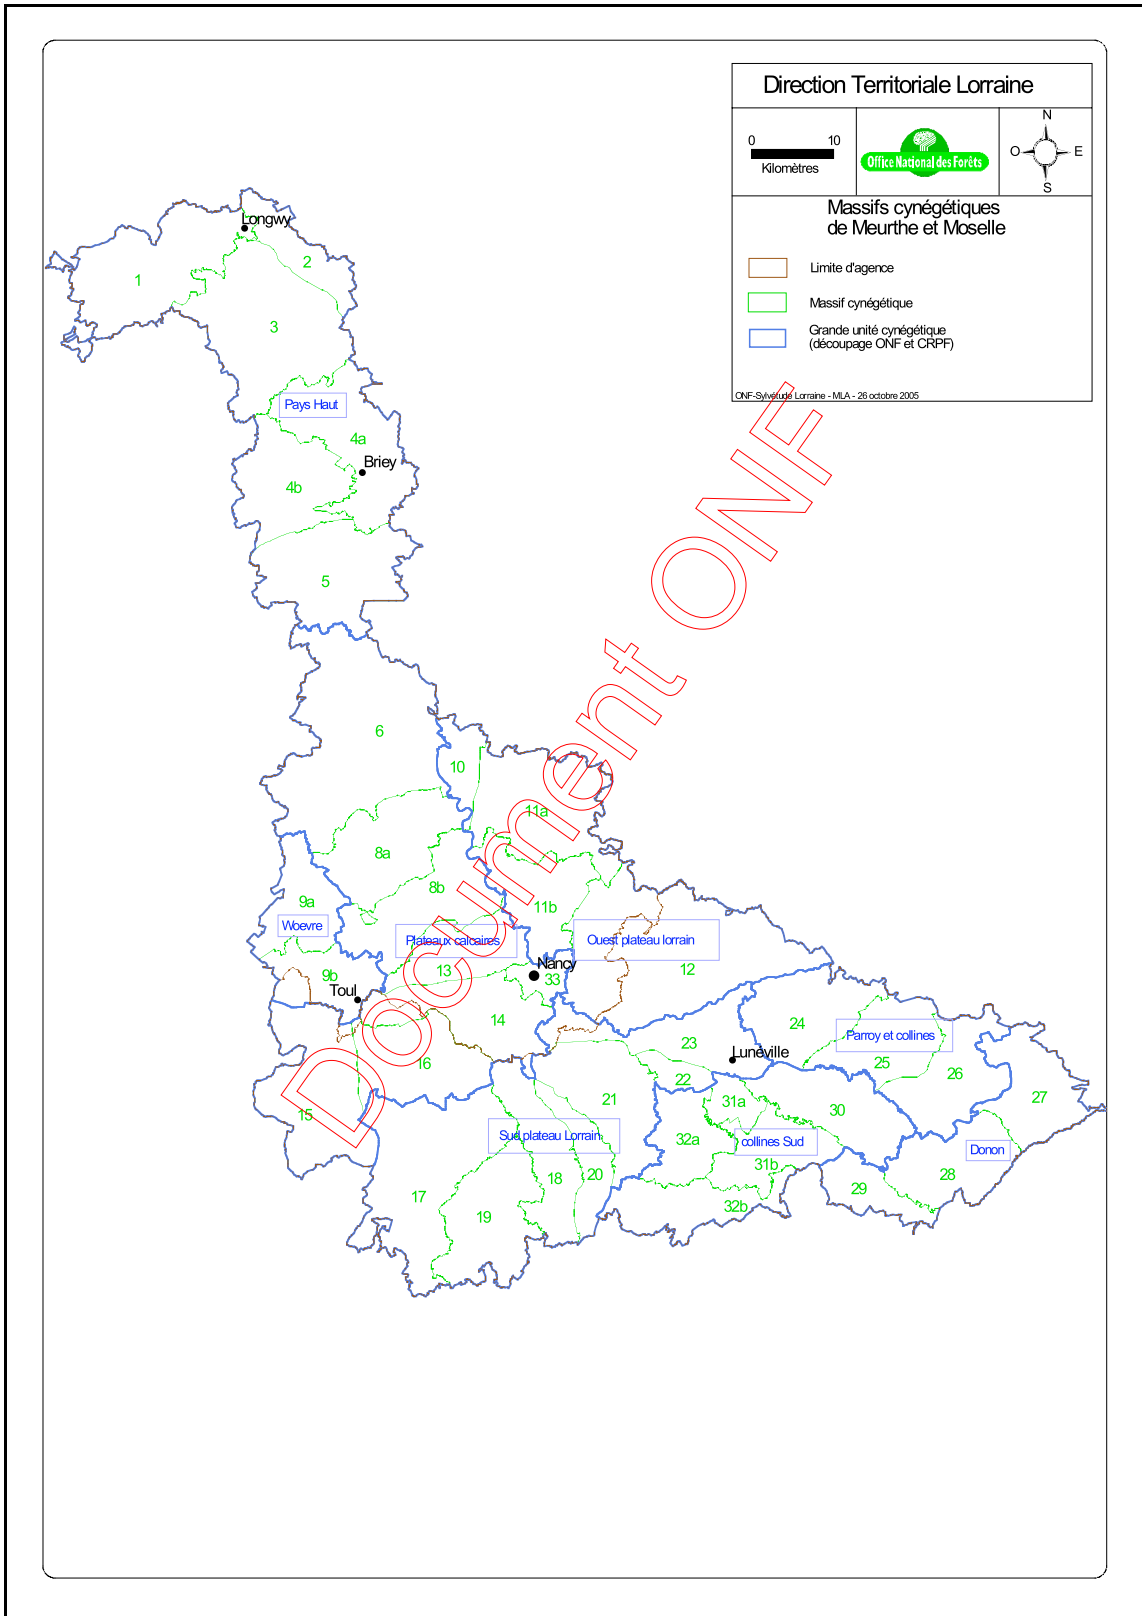 Direction Territoriale Lorraine
0 10
Kilomètres
Office National des Forêts
N
O E
S
Massifs cynégétiques
de Meurthe et Moselle
Limite d'agence
Massif cynégétique
Grande unité cynégétique
(découpage ONF et CRPF)
ONF-Sylvétude Lorraine - MLA - 26 octobre 2005
Longwy
1
2
3
Pays Haut
4a
Briey
4b
5
6
10
11a
8a
8b
9a
11b
Woevre
Plateaux calcaires
Ouest plateau lorrain
Nancy
13
33
12
9b
Toul
14
24
Parroy et collines
23
Lunéville
16
22
25
26
21
31a
30
27
15
Sud plateau Lorrain
32a
collines Sud
Donon
31b
17
18
20
29
28
19
32b
Document ONF